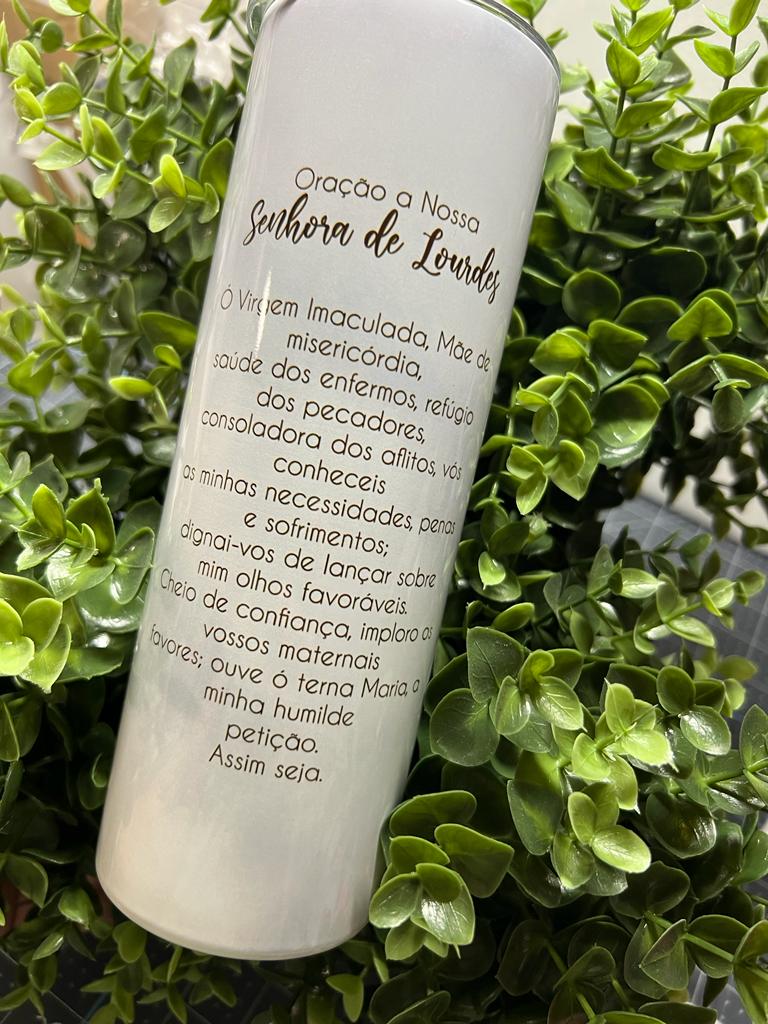 Oração a Nossa
Senhora de Lourdes
Ó Virgem Imaculada, Mãe de
misericórdia,
saúde dos enfermos, refúgio
dos pecadores,
consoladora dos aflitos, vós
conheceis
as minhas necessidades, penas
e sofrimentos;
dignai-vos de lançar sobre
mim olhos favoráveis.
Cheio de confiança, imploro os
vossos maternais
favores; ouve ó terna Maria, a
minha humilde
petição.
Assim seja.